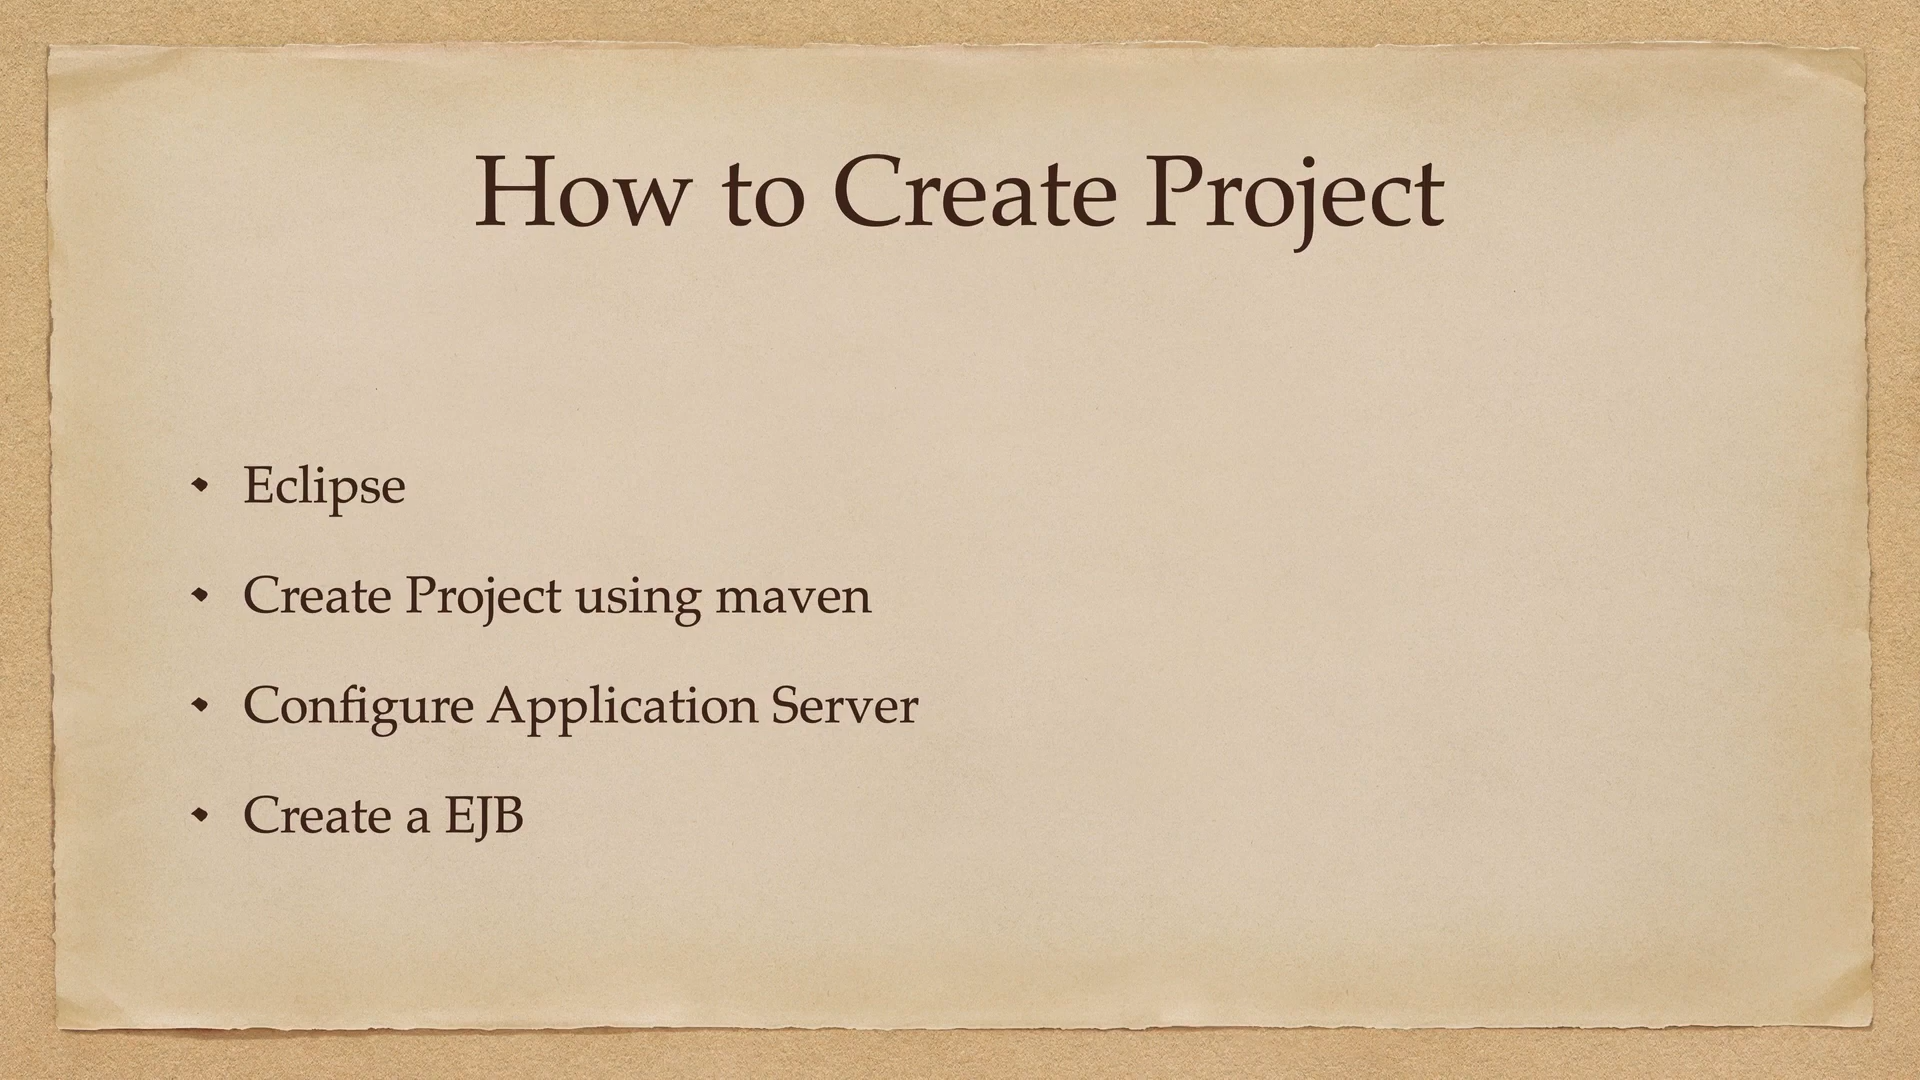 How to Create Project
• Eclipse
• Create Project using maven
• Configure Application Server
• Create a EJB